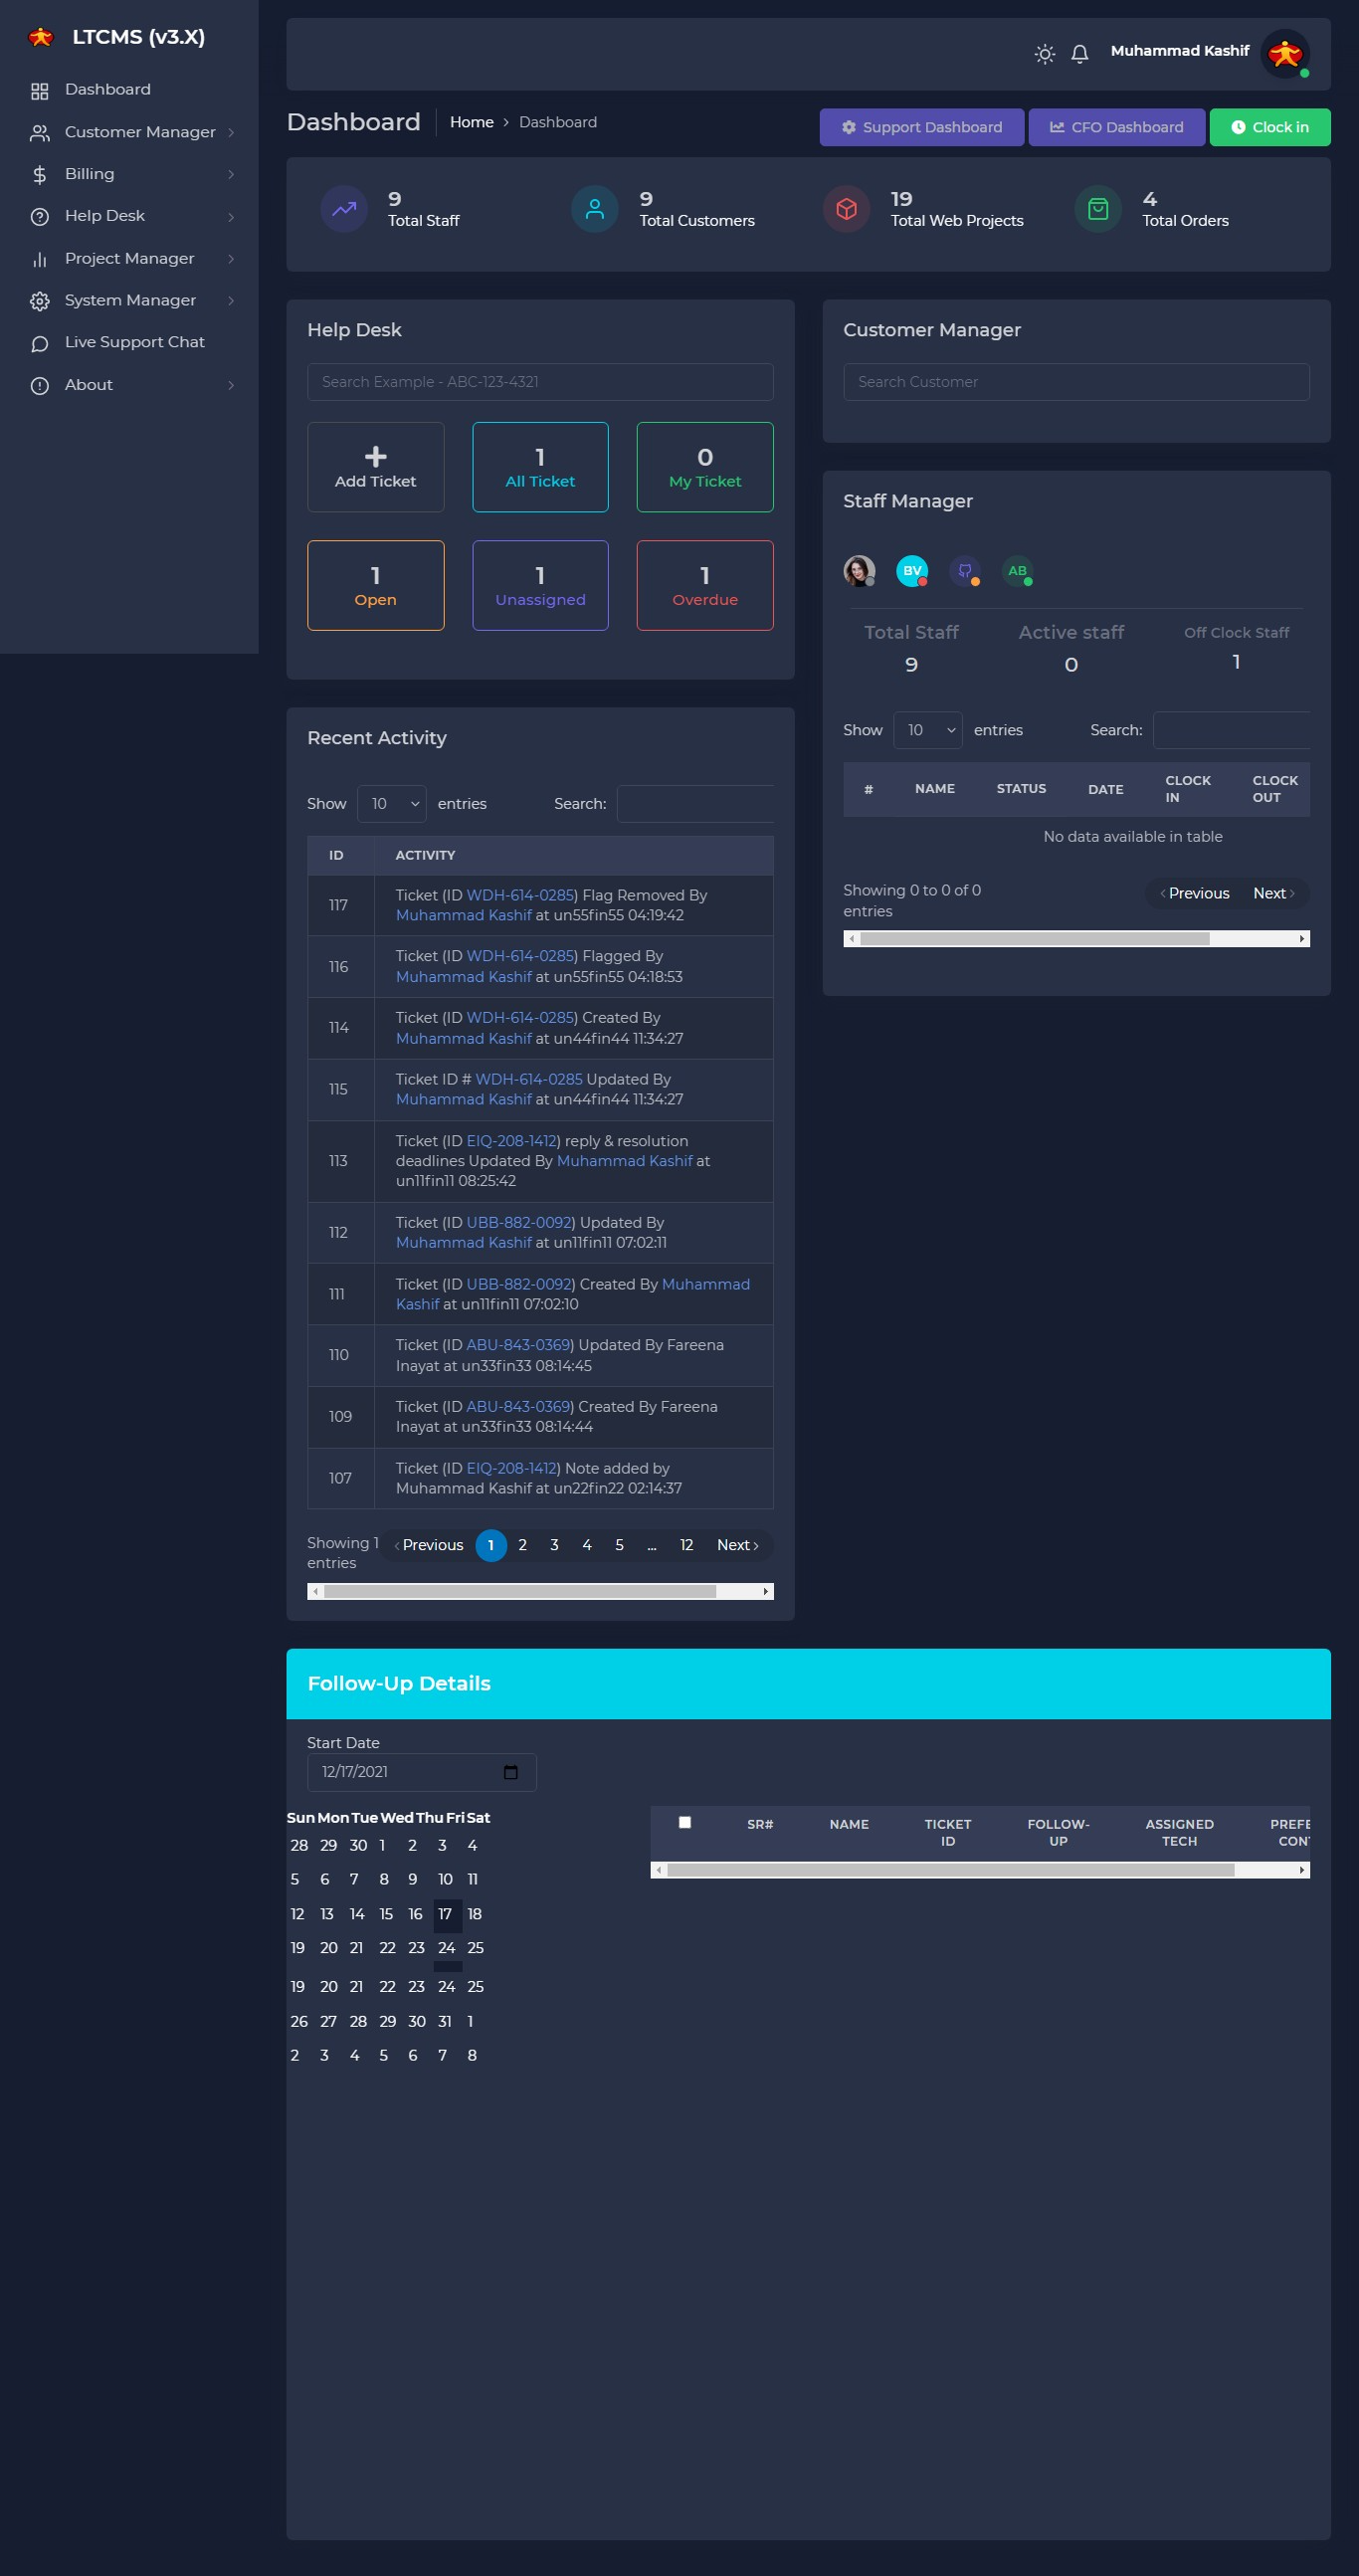 LTCMS (v3.X)
Dashboard
Customer Manager
Billing
Help Desk
Project Manager
System Manager
Live Support Chat
About
Muhammad Kashif
Dashboard
Home > Dashboard
Support Dashboard
CFO Dashboard
Clock in
9
Total Staff
9
Total Customers
19
Total Web Projects
4
Total Orders
Help Desk
Search Example - ABC-123-4321
Add Ticket
1
All Ticket
0
My Ticket
1
Open
1
Unassigned
1
Overdue
Customer Manager
Search Customer
Staff Manager
BV
AB
Total Staff
9
Active staff
0
Off Clock Staff
1
Show 10 entries Search:
# NAME STATUS DATE CLOCK IN CLOCK OUT
No data available in table
Showing 0 to 0 of 0
entries
Previous Next
Recent Activity
Show 10 entries Search:
ID ACTIVITY
117 Ticket (ID WDH-614-0285) Flag Removed By
Muhammad Kashif at un55fin55 04:19:42
116 Ticket (ID WDH-614-0285) Flagged By
Muhammad Kashif at un55fin55 04:18:53
114 Ticket (ID WDH-614-0285) Created By
Muhammad Kashif at un44fin44 11:34:27
115 Ticket ID # WDH-614-0285 Updated By
Muhammad Kashif at un44fin44 11:34:27
113 Ticket (ID EIQ-208-1412) reply & resolution
deadlines Updated By Muhammad Kashif at
un11fin11 08:25:42
112 Ticket (ID UBB-882-0092) Updated By
Muhammad Kashif at un11fin11 07:02:11
111 Ticket (ID UBB-882-0092) Created By Muhammad
Kashif at un11fin11 07:02:10
110 Ticket (ID ABU-843-0369) Updated By Fareena
Inayat at un33fin33 08:14:45
109 Ticket (ID ABU-843-0369) Created By Fareena
Inayat at un33fin33 08:14:44
107 Ticket (ID EIQ-208-1412) Note added by
Muhammad Kashif at un22fin22 02:14:37
Showing 1
entries
Previous 1 2 3 4 5 ... 12 Next
Follow-Up Details
Start Date
12/17/2021
Sun Mon Tue Wed Thu Fri Sat
28 29 30 1 2 3 4
5 6 7 8 9 10 11
12 13 14 15 16 17 18
19 20 21 22 23 24 25
19 20 21 22 23 24 25
26 27 28 29 30 31 1
2 3 4 5 6 7 8
SR# NAME TICKET ID FOLLOW-UP ASSIGNED TECH PREFE CON